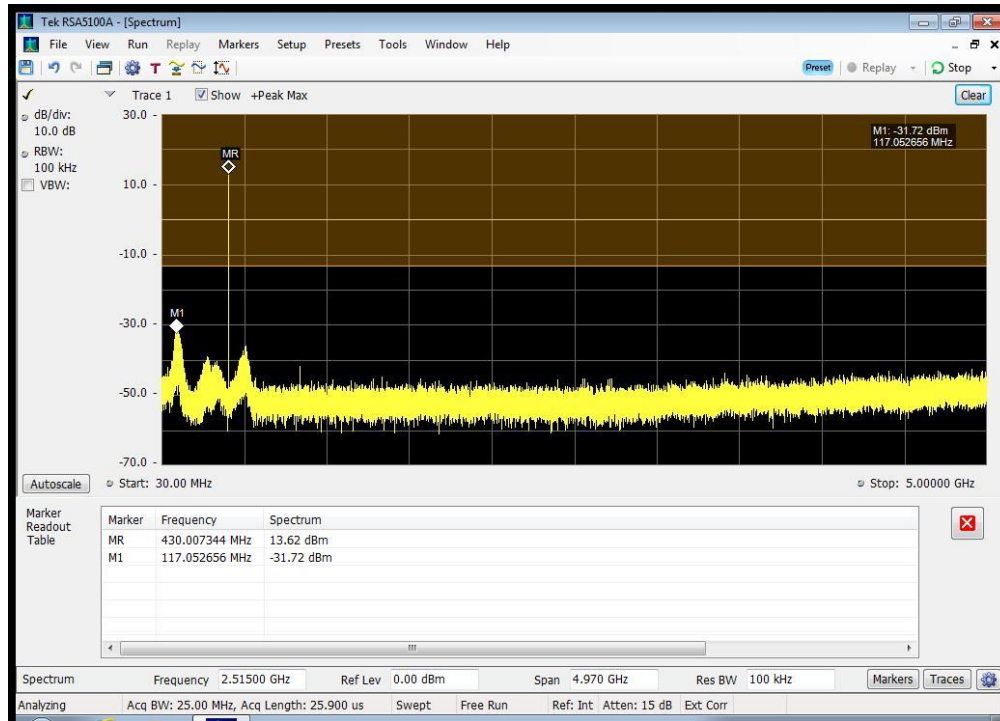 Tek RSA5100A - [Spectrum]
File View Run Replay Markers Setup Presets Tools Window Help
T Preset Replay Stop
Trace 1 Show +Peak Max Clear
dB/div:
10.0 dB
RBW:
100 kHz
VBW:
30.0
10.0
-10.0
-30.0
-50.0
-70.0
M1: -31.72 dBm
117.052656 MHz
MR
M1
Autoscale Start: 30.00 MHz Stop: 5.00000 GHz
Marker
Readout
Table
Marker Frequency Spectrum
MR 430.007344 MHz 13.62 dBm
M1 117.052656 MHz -31.72 dBm
Spectrum Frequency 2.51500 GHz Ref Lev 0.00 dBm Span 4.970 GHz Res BW 100 kHz Markers Traces
Analyzing Acq BW: 25.00 MHz, Acq Length: 25.900 us Swept Free Run Ref: Int Atten: 15 dB Ext Corr